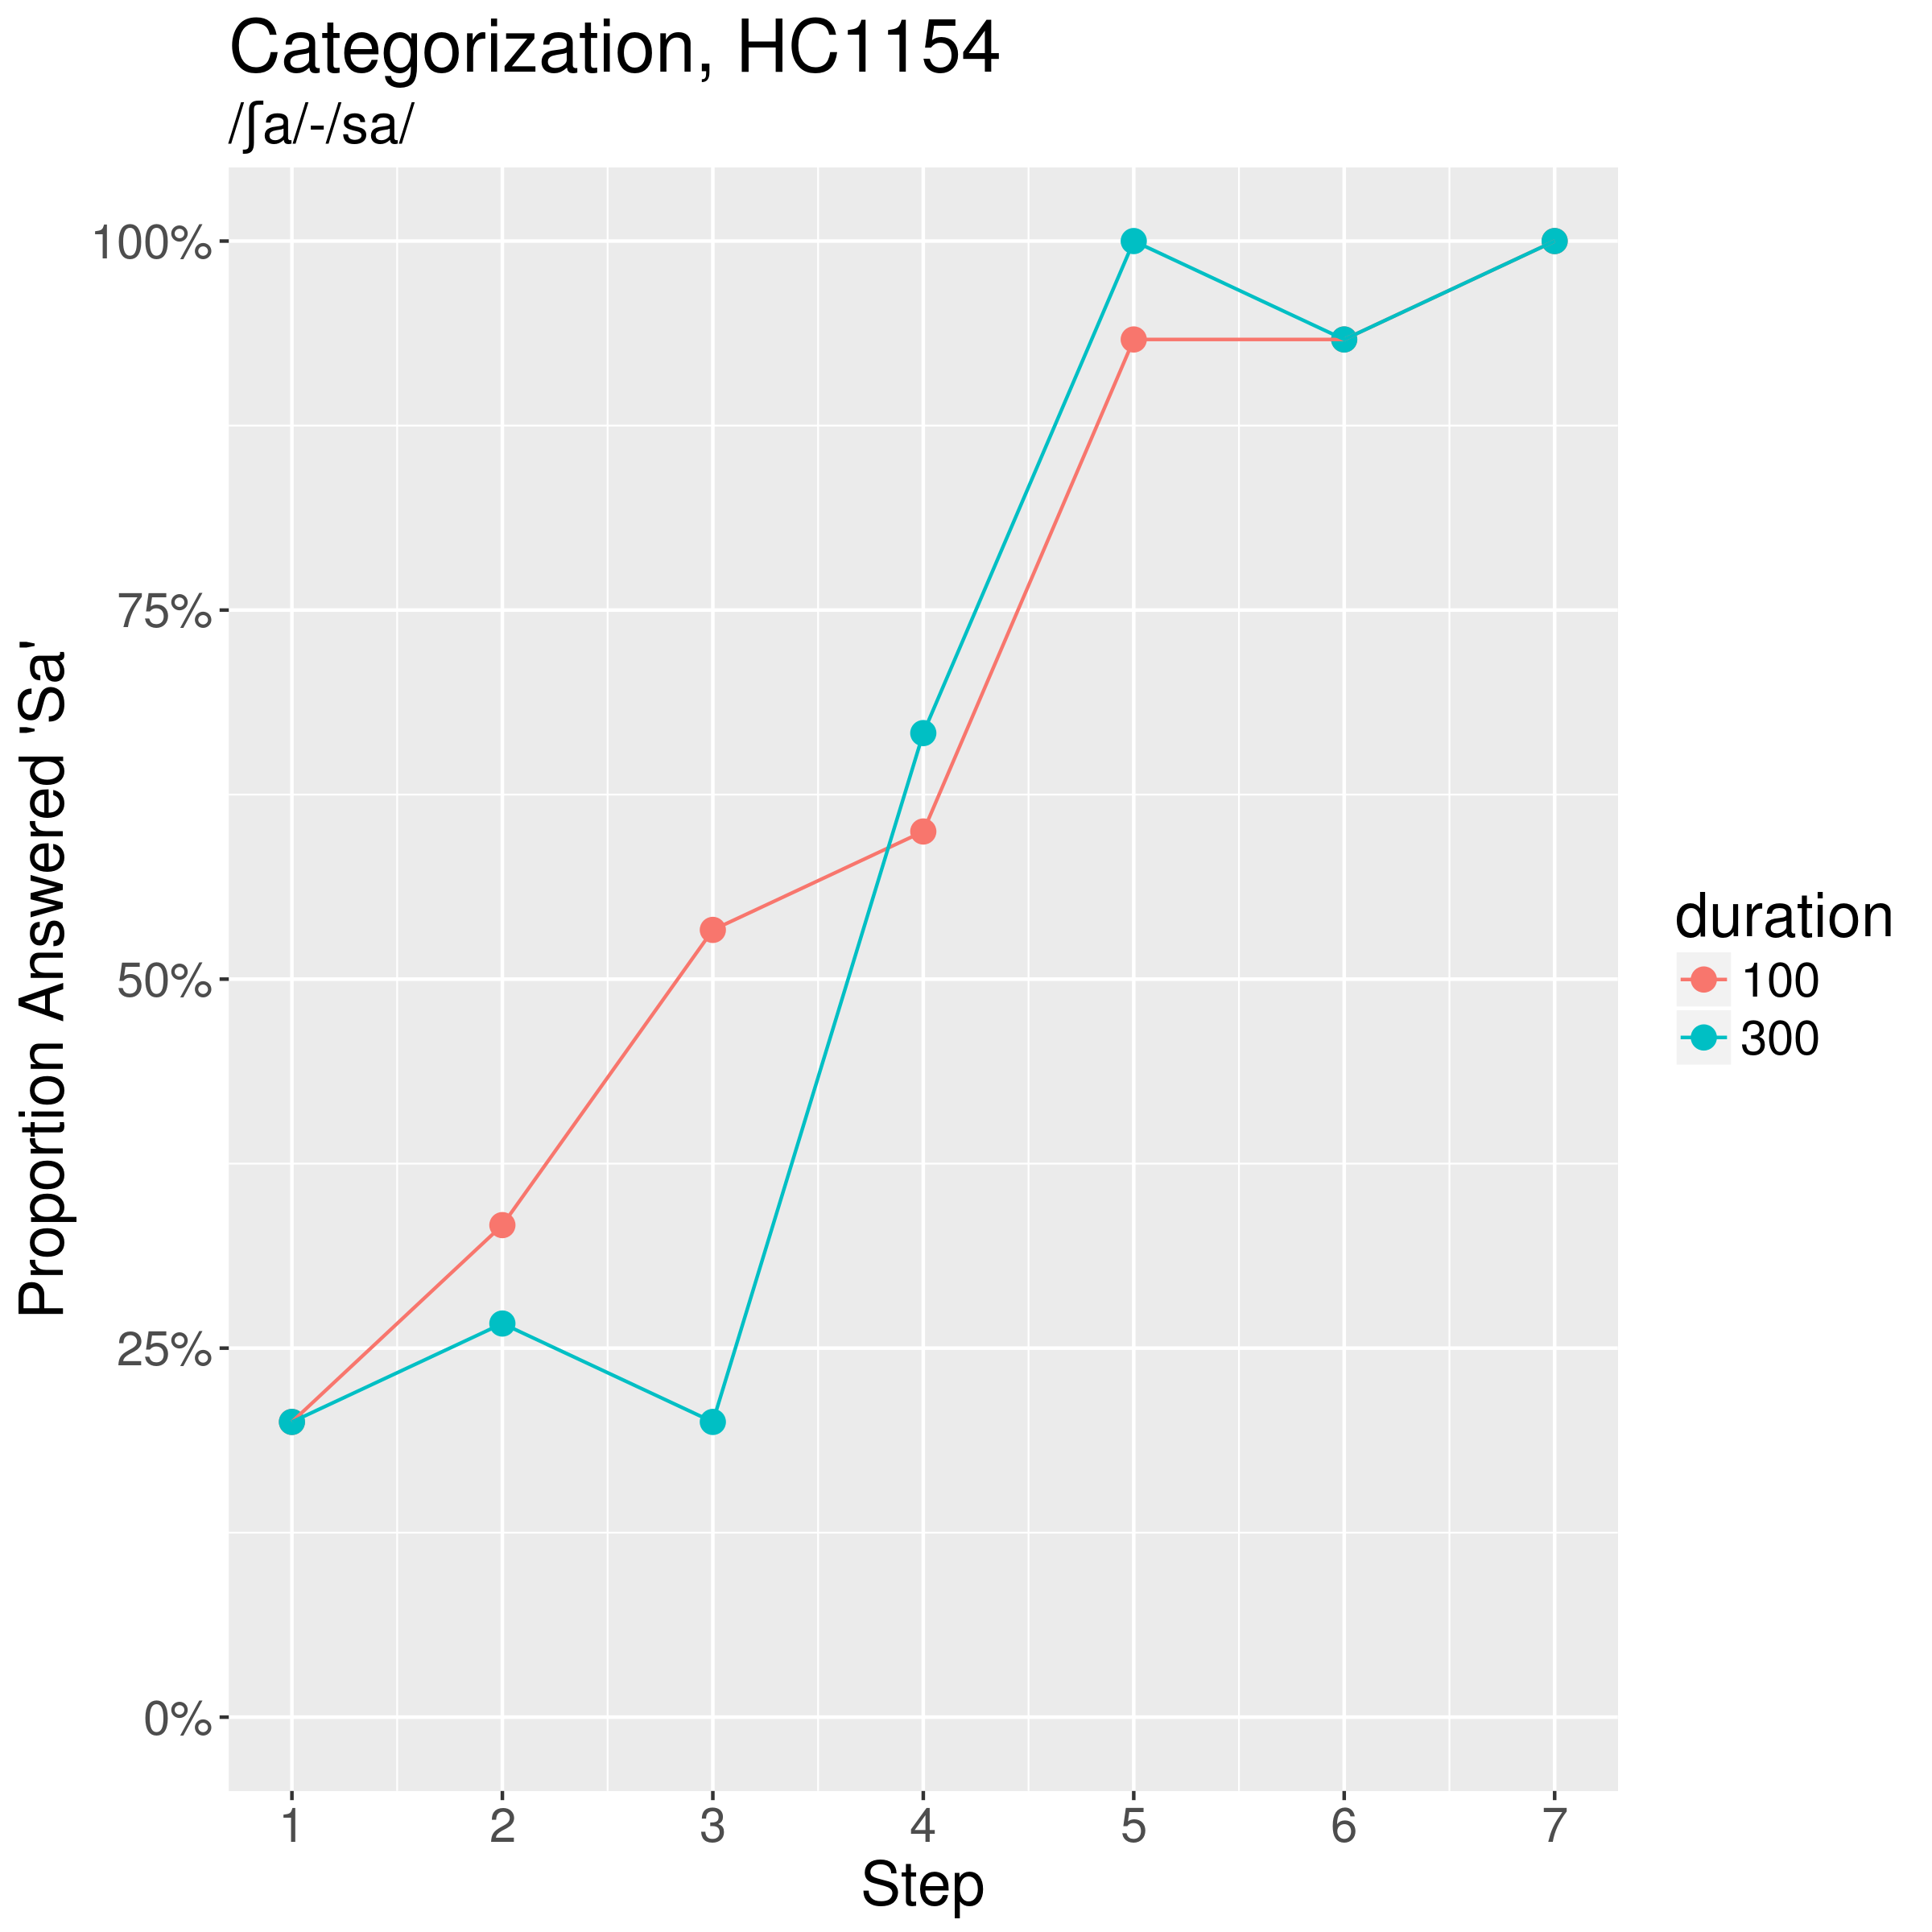 Categorization, HC1154
/ʃa/-/sa/
Proportion Answered 'Sa'
100%
75%
50%
25%
0%
1 2 3 4 5 6 7
Step
duration
100
300